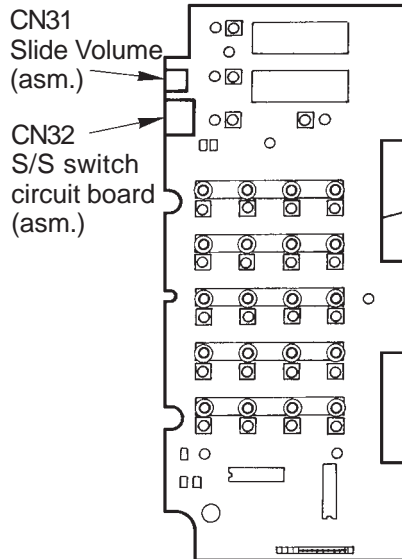 CN31
Slide Volume
(asm.)
CN32
S/S switch
circuit board
(asm.)